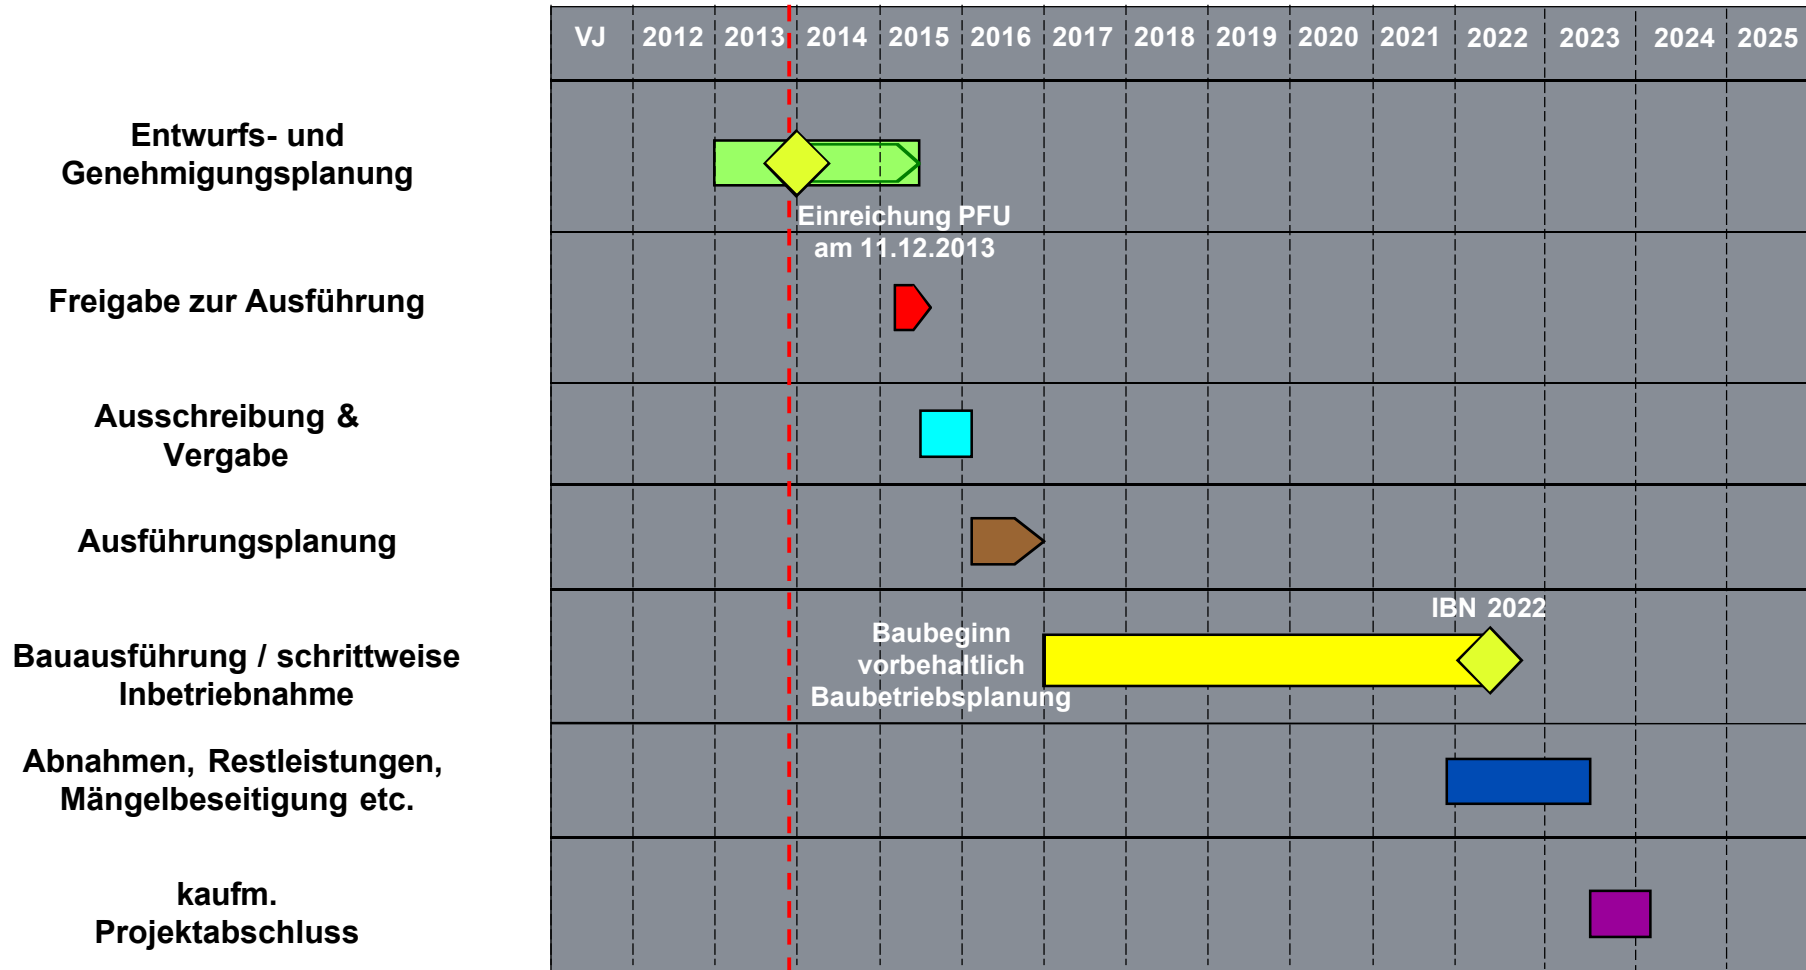 VJ 2012 2013 2014 2015 2016 2017 2018 2019 2020 2021 2022 2023 2024 2025
Entwurfs- und
Genehmigungsplanung
Einreichung PFU
am 11.12.2013
Freigabe zur Ausführung
Ausschreibung &
Vergabe
Ausführungsplanung
IBN 2022
Baubeginn
vorbehaltlich
Baubetriebsplanung
Bauausführung / schrittweise
Inbetriebnahme
Abnahmen, Restleistungen,
Mängelbeseitigung etc.
kaufm.
Projektabschluss